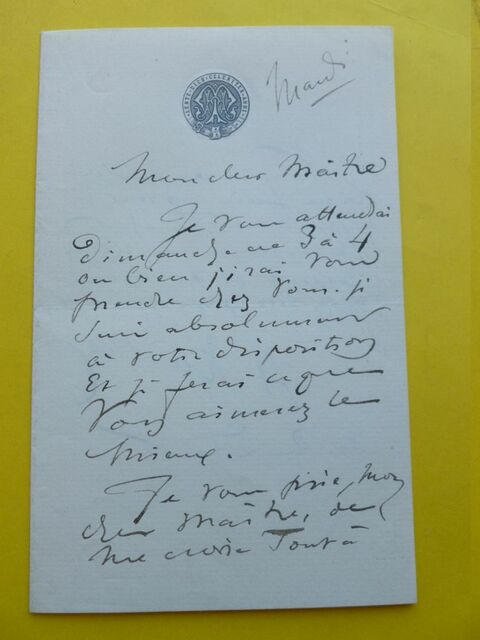 Mardi
Mon cher Maître
Je vous attendrai
dimanche de 3 à 4
ou bien j'irai vous
prendre chez vous. je
suis absolument
à votre disposition
Et je ferai ce que
vous aimerez le
mieux.
Je vous prie, mon
cher Maître, de
me croire Tout à